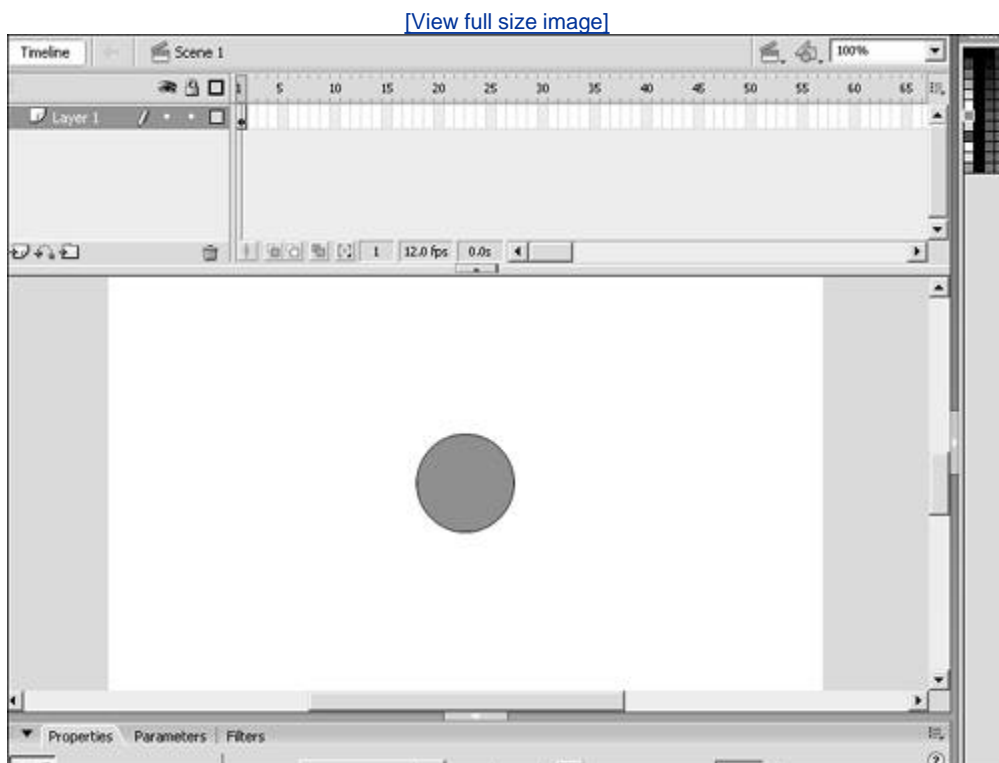 [View full size image]
Timeline Scene 1 100%
1 5 10 15 20 25 30 35 40 45 50 55 60 65
Layer 1
1 12.0 fps 0.0s
Properties Parameters Filters
?